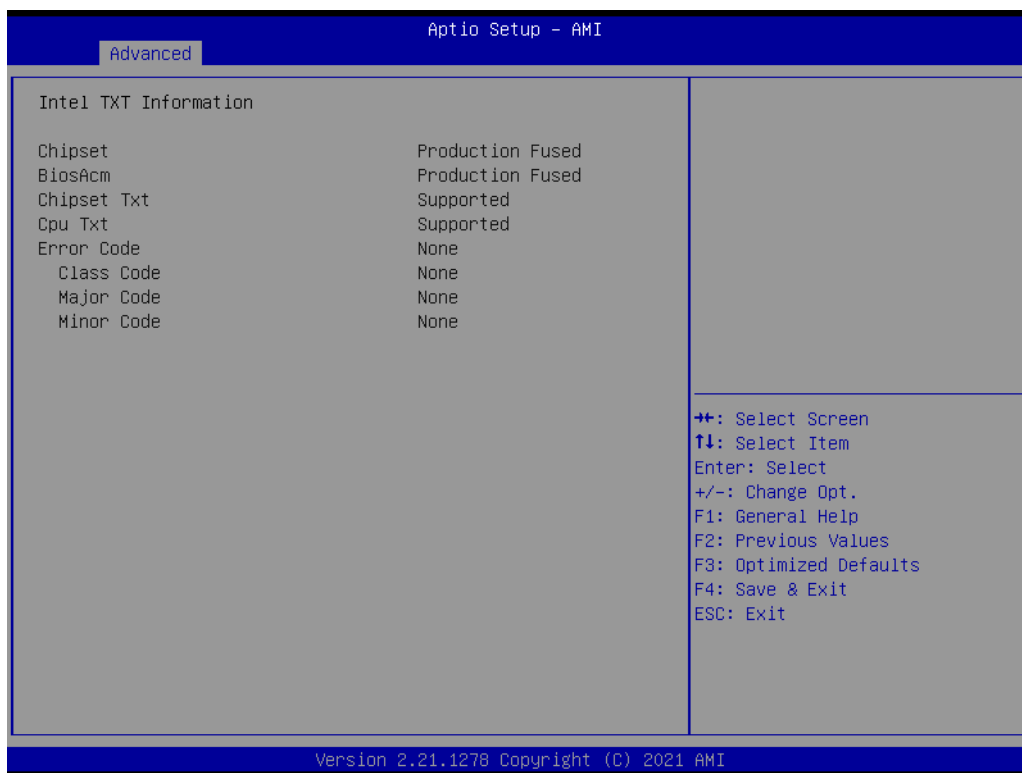 Aptio Setup – AMI
Advanced
Intel TXT Information
Chipset Production Fused
BiosAcm Production Fused
Chipset Txt Supported
Cpu Txt Supported
Error Code None
Class Code None
Major Code None
Minor Code None
→←: Select Screen
↑↓: Select Item
Enter: Select
+/-: Change Opt.
F1: General Help
F2: Previous Values
F3: Optimized Defaults
F4: Save & Exit
ESC: Exit
Version 2.21.1278 Copyright (C) 2021 AMI